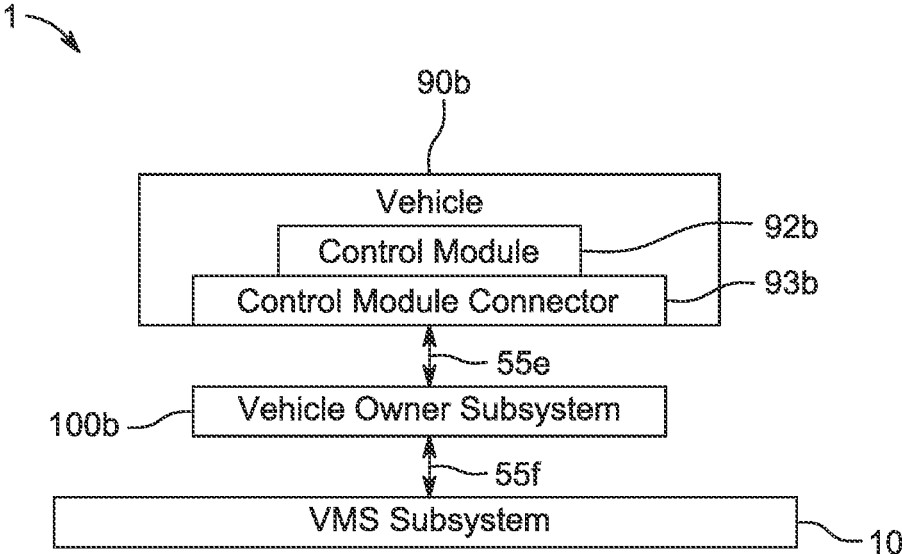 1
90b
Vehicle
92b
Control Module
93b
Control Module Connector
55e
Vehicle Owner Subsystem
100b
55f
VMS Subsystem
10